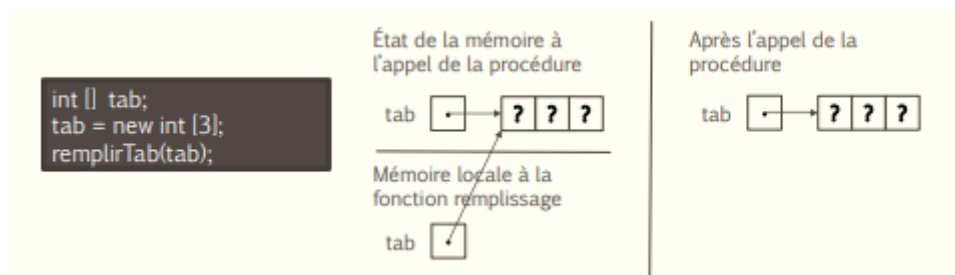 int [] tab;
tab = new int [3];
remplirTab(tab);
État de la mémoire à
l'appel de la procédure
tab ? ? ?
Mémoire locale à la
fonction remplissage
tab
Après l'appel de la
procédure
tab ? ? ?